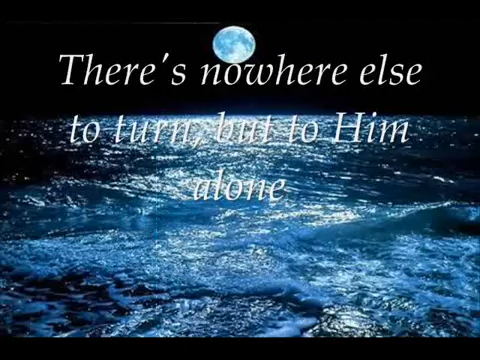 There's nowhere else
to turn, but to Him
alone